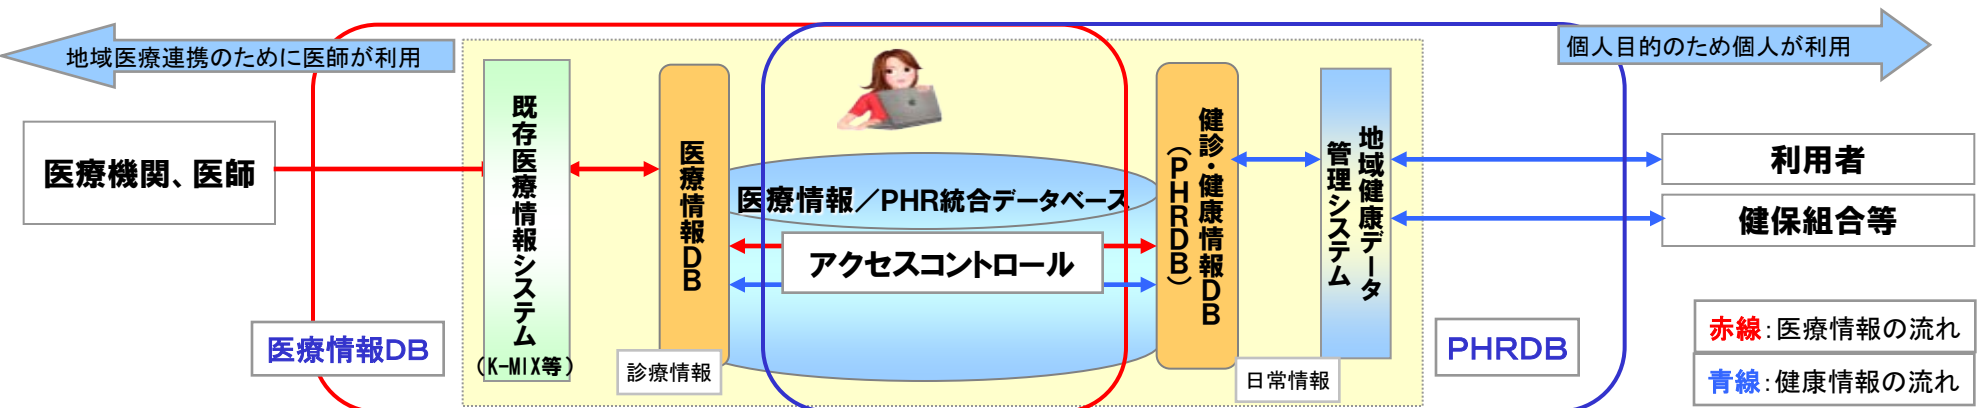 地域医療連携のために医師が利用
個人目的のため個人が利用
医療機関、医師
既存医療情報システム
(K-MIX等)
医療情報DB
診療情報
医療情報／PHR統合データベース
アクセスコントロール
健診・健康情報DB
(PHRDB)
日常情報
地域健康データ
管理システム
利用者
健保組合等
医療情報DB
PHRDB
赤線：医療情報の流れ
青線：健康情報の流れ